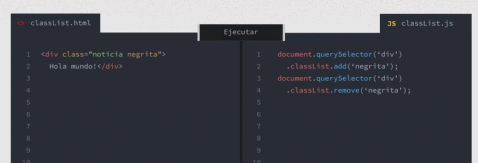 <> classList.html
Ejecutar
JS classList.js
1 <div class="noticia negrita">
2 Hola mundo!</div>
3
4
5
6
7
8
9
1 document.querySelector(‘div’)
2 .classList.add(‘negrita’);
3 document.querySelector(‘div’)
4 .classList.remove(‘negrita’);
5
6
7
8
9
10